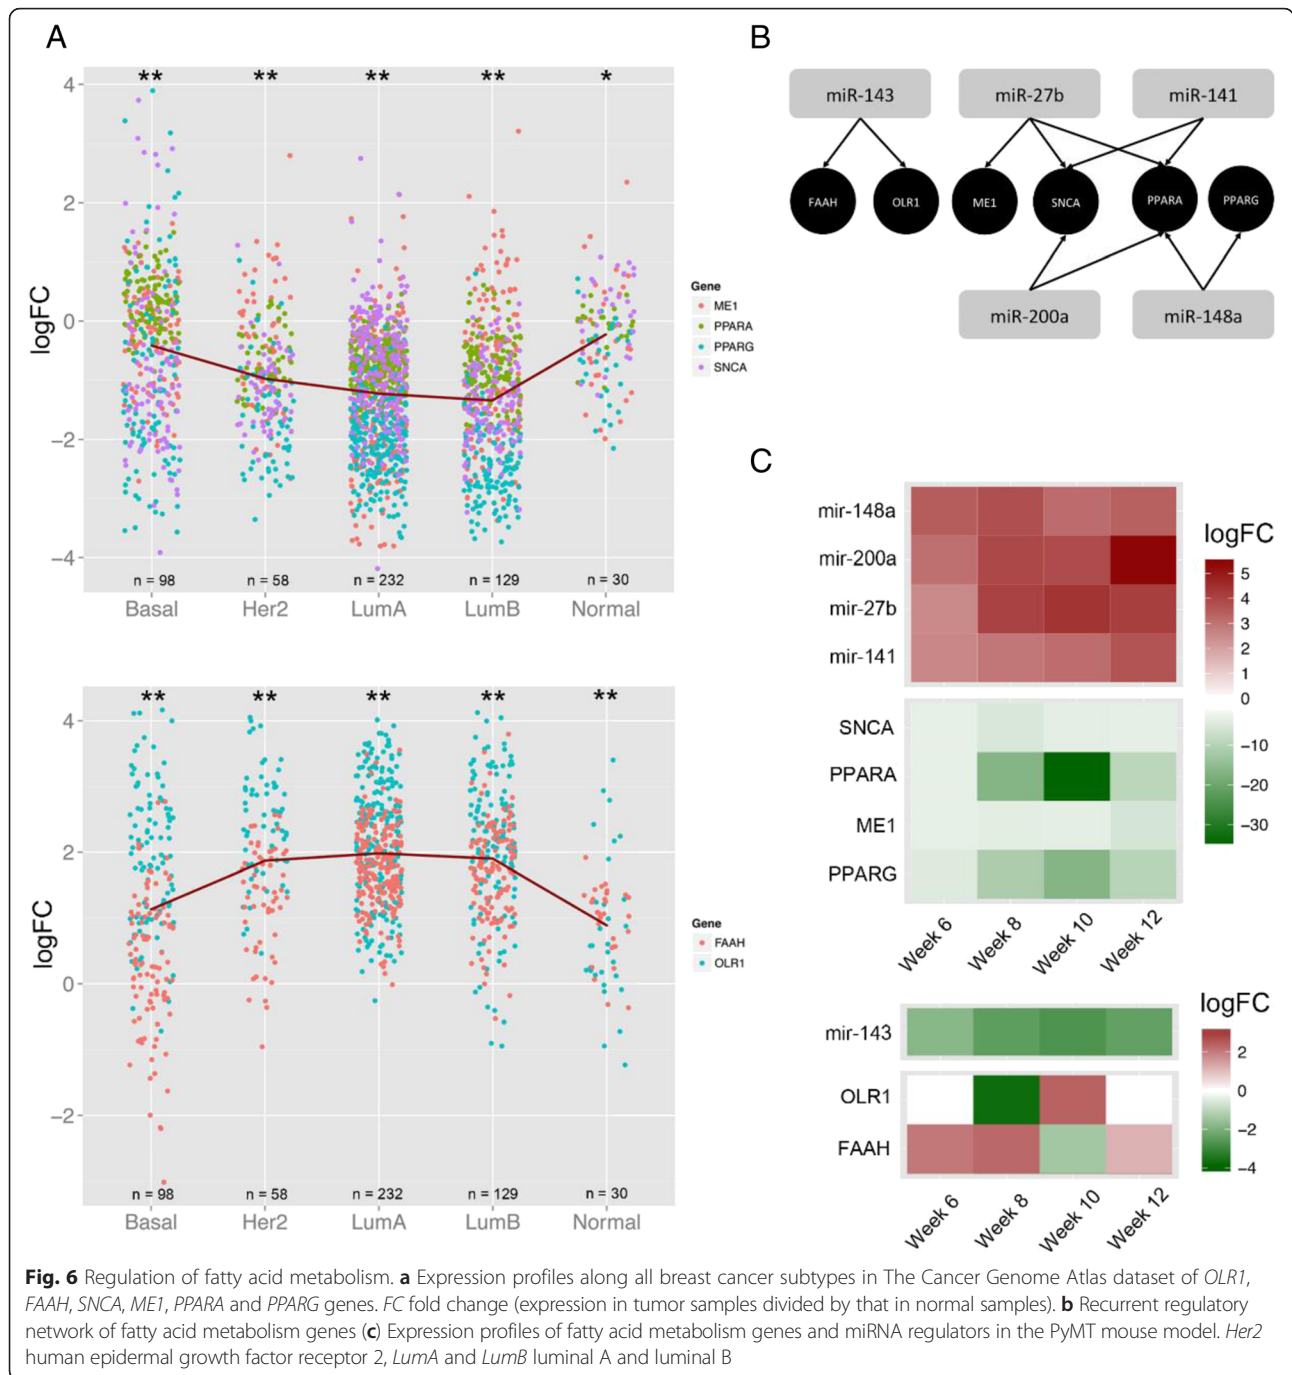 A
** ** ** ** *
4
2
0
−2
−4
logFC
n = 98 n = 58 n = 232 n = 129 n = 30
Basal Her2 LumA LumB Normal
Gene
ME1
PPARA
PPARG
SNCA
** ** ** ** **
4
2
0
−2
logFC
n = 98 n = 58 n = 232 n = 129 n = 30
Basal Her2 LumA LumB Normal
Gene
FAAH
OLR1
B
miR-143 miR-27b miR-141
FAAH OLR1 ME1 SNCA PPARA PPARG
miR-200a miR-148a
C
mir-148a
mir-200a
mir-27b
mir-141
SNCA
PPARA
ME1
PPARG
Week 6 Week 8 Week 10 Week 12
logFC
5
4
3
2
1
0
−10
−20
−30
mir-143
OLR1
FAAH
Week 6 Week 8 Week 10 Week 12
logFC
2
0
−2
−4
Fig. 6 Regulation of fatty acid metabolism. a Expression profiles along all breast cancer subtypes in The Cancer Genome Atlas dataset of OLR1,
FAAH, SNCA, ME1, PPARA and PPARG genes. FC fold change (expression in tumor samples divided by that in normal samples). b Recurrent regulatory
network of fatty acid metabolism genes (c) Expression profiles of fatty acid metabolism genes and miRNA regulators in the PyMT mouse model. Her2
human epidermal growth factor receptor 2, LumA and LumB luminal A and luminal B